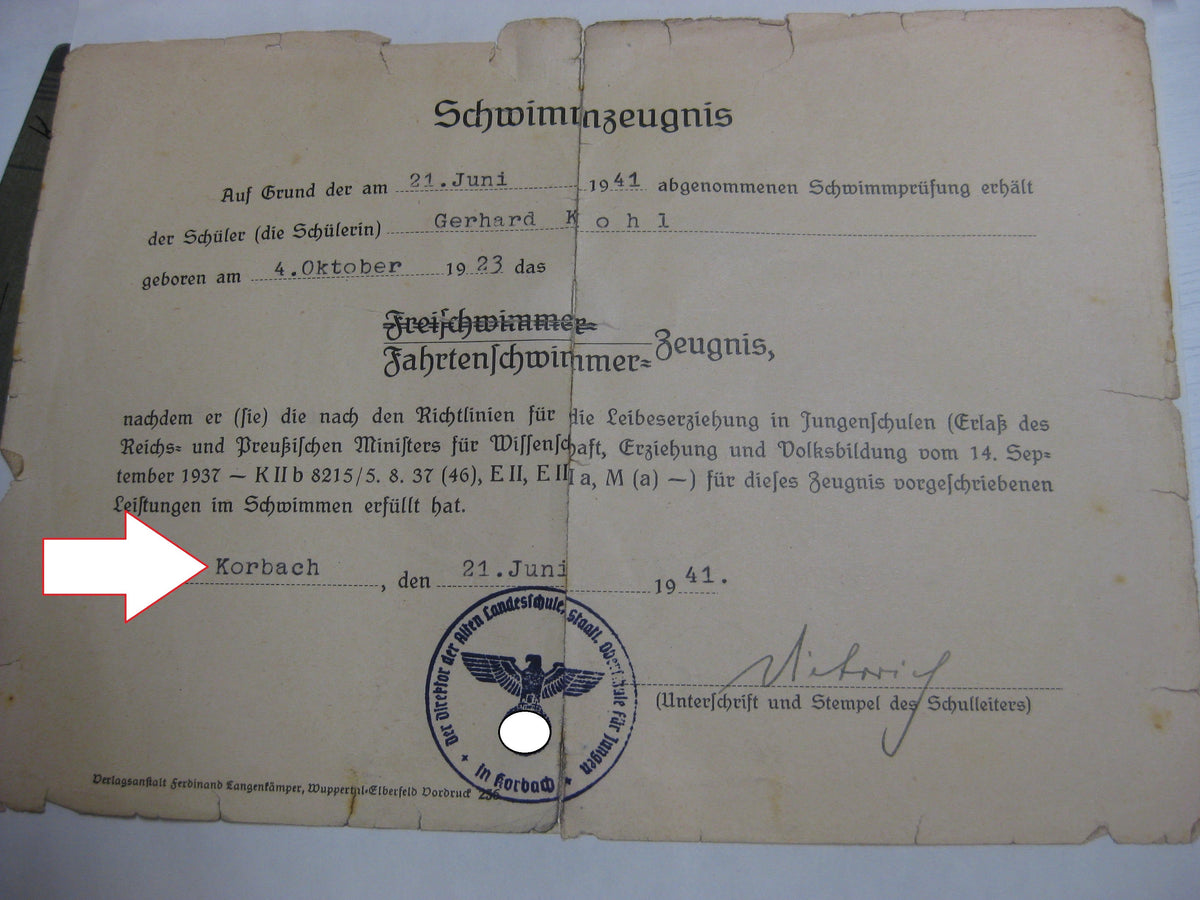 Schwimmzeugnis
Auf Grund der am 21.Juni 1941 abgenommenen Schwimmprüfung erhält
der Schüler (die Schülerin) Gerhard K o h l
geboren am 4.Oktober 1923 das
Freischwimmer-
Fahrtenschwimmer- Zeugnis,
nachdem er (sie) die nach den Richtlinien für die Leibeserziehung in Jungenschulen (Erlaß des
Reichs- und Preußischen Ministers für Wissenschaft, Erziehung und Volksbildung vom 14. Sep-
tember 1937 — K II b 8215/5. 8. 37 (46), E II, E III a, M (a) —) für dieses Zeugnis vorgeschriebenen
Leistungen im Schwimmen erfüllt hat.
Korbach, den 21.Juni 1941.
Der Direktor der Alten Landesschule, Staatl. Oberschule für Jungen
in Korbach
Dietrich
(Unterschrift und Stempel des Schulleiters)
Verlagsanstalt Ferdinand Langenkämper, Wuppertal-Elberfeld Vordruck 256